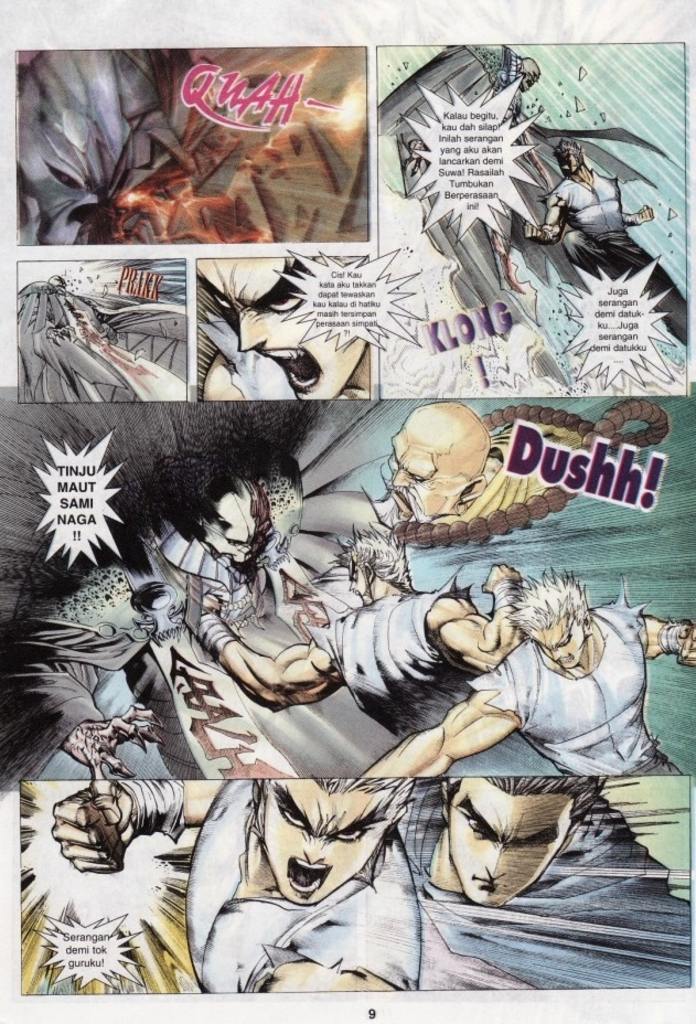 QUAH
Kalau begitu,
kau dah silap!
Inilah serangan
yang aku akan
lancarkan demi
Suwa! Rasailah
Tumbukan
Berperasaan
ini!
Juga
serangan
demi datuk-
ku....Juga
serangan
demi datukku
....
KLONG
!
PRAKK
Cis! Kau
kata aku takkan
dapat tewaskan
kau kalau di hatiku
masih tersimpan
perasaan simpati
?!
TINJU
MAUT
SAMI
NAGA
!!
Dushh!
Serangan
demi tok
guruku!
9